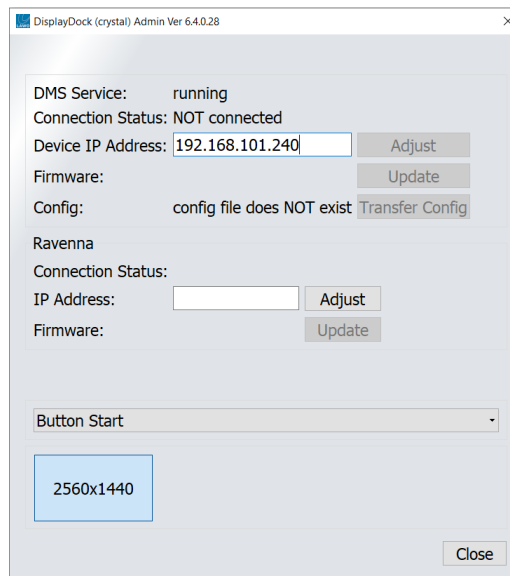 DisplayDock (crystal) Admin Ver 6.4.0.28
DMS Service: running
Connection Status: NOT connected
Device IP Address: 192.168.101.240 Adjust
Firmware: Update
Config: config file does NOT exist Transfer Config
Ravenna
Connection Status:
IP Address: Adjust
Firmware: Update
Button Start
2560x1440
Close